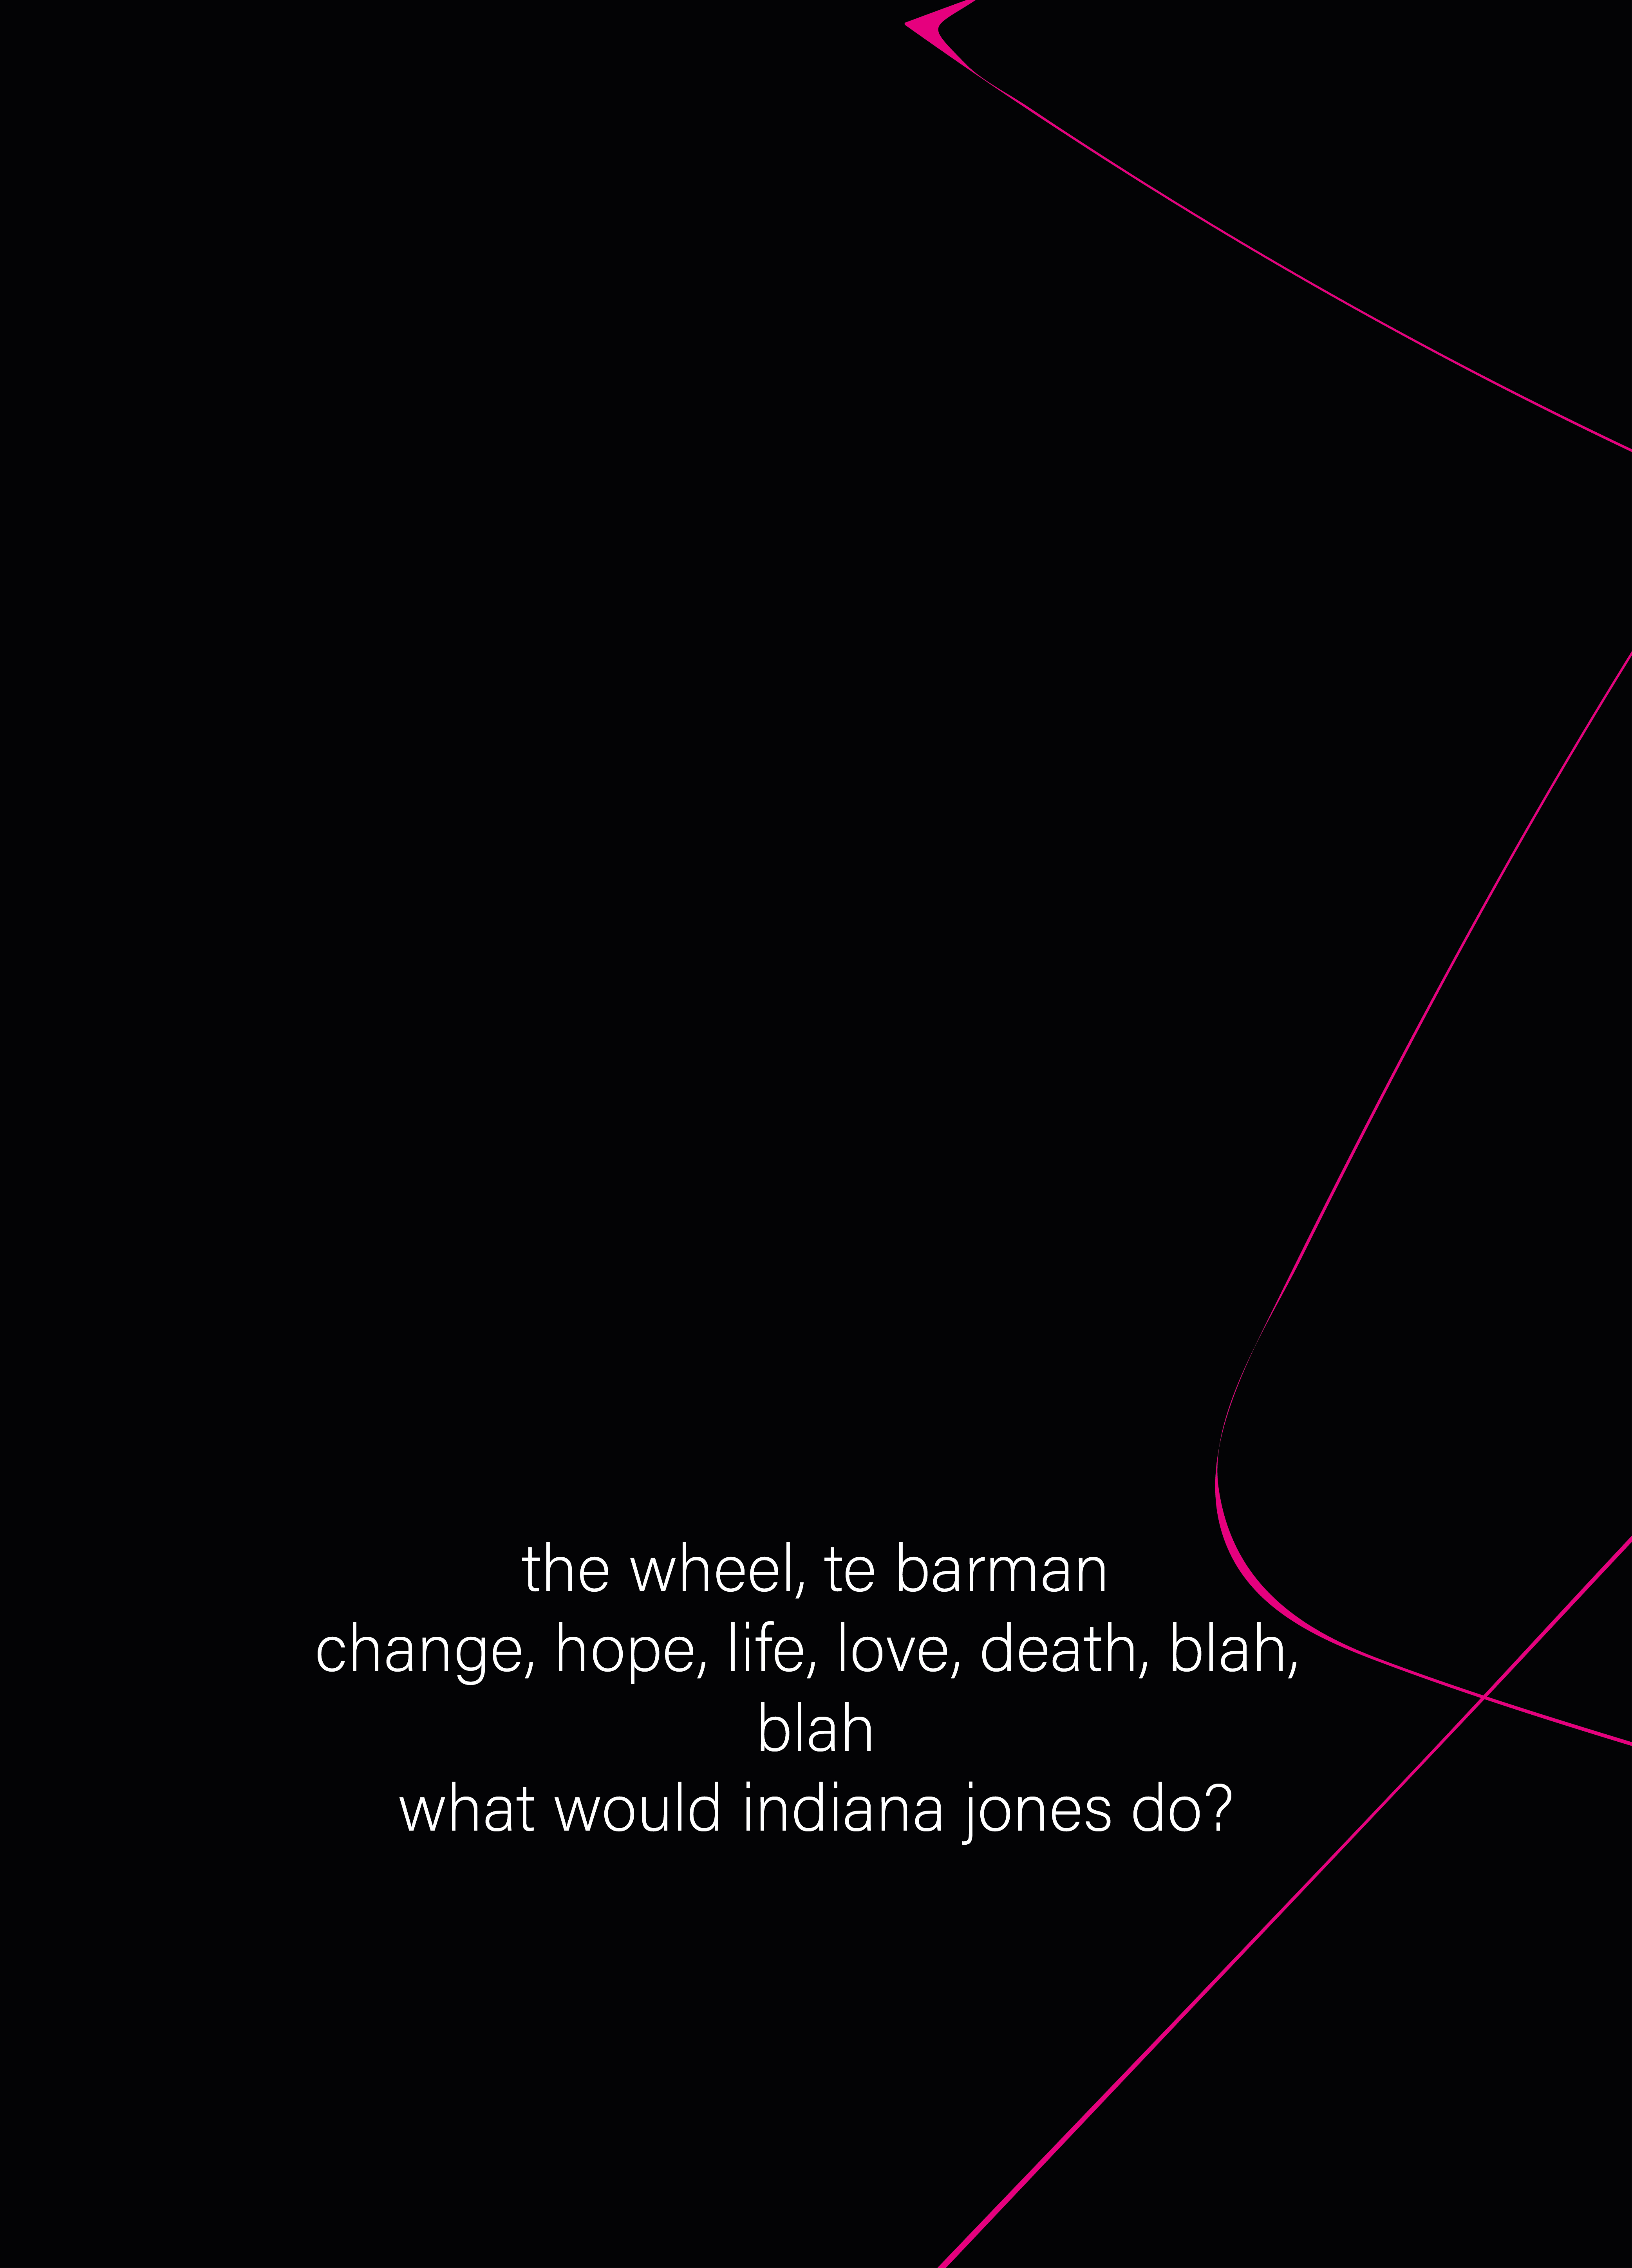 the wheel, te barman
change, hope, life, love, death, blah,
blah
what would indiana jones do?